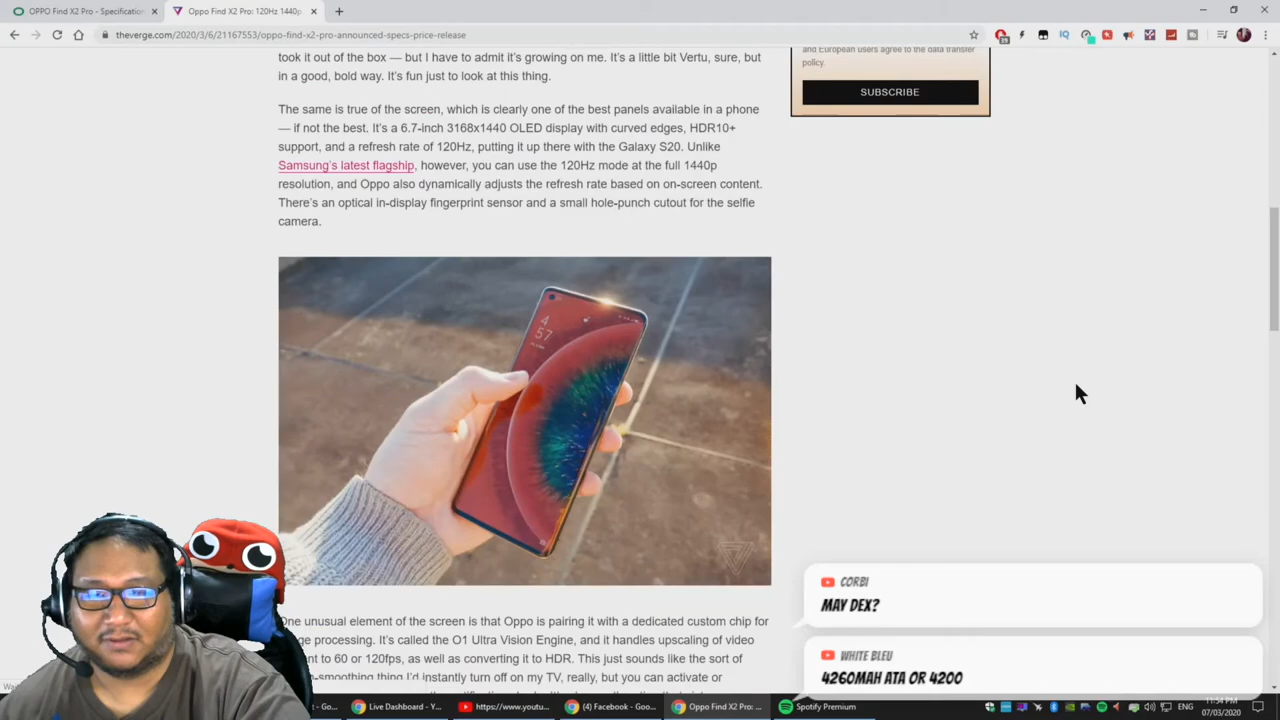 OPPO Find X2 Pro - Specification
Oppo Find X2 Pro: 120Hz 1440p
theverge.com/2020/3/6/21167553/oppo-find-x2-pro-announced-specs-price-release
took it out of the box — but I have to admit it's growing on me. It's a little bit Vertu, sure, but
in a good, bold way. It's fun just to look at this thing.
The same is true of the screen, which is clearly one of the best panels available in a phone
— if not the best. It's a 6.7-inch 3168x1440 OLED display with curved edges, HDR10+
support, and a refresh rate of 120Hz, putting it up there with the Galaxy S20. Unlike
Samsung's latest flagship, however, you can use the 120Hz mode at the full 1440p
resolution, and Oppo also dynamically adjusts the refresh rate based on on-screen content.
There's an optical in-display fingerprint sensor and a small hole-punch cutout for the selfie
camera.
and European users agree to the data transfer
policy.
SUBSCRIBE
4
57
One unusual element of the screen is that Oppo is pairing it with a dedicated custom chip for
ge processing. It's called the O1 Ultra Vision Engine, and it handles upscaling of video
nt to 60 or 120fps, as well as converting it to HDR. This just sounds like the sort of
-smoothing thing I'd instantly turn off on my TV, really, but you can activate or
CORBI
MAY DEX?
WHITE BLEU
4260MAH ATA OR 4200
- Go...
Live Dashboard - Y...
https://www.youtu...
(4) Facebook - Goo...
Oppo Find X2 Pro: ...
Spotify Premium
ENG
11:54 PM
07/03/2020